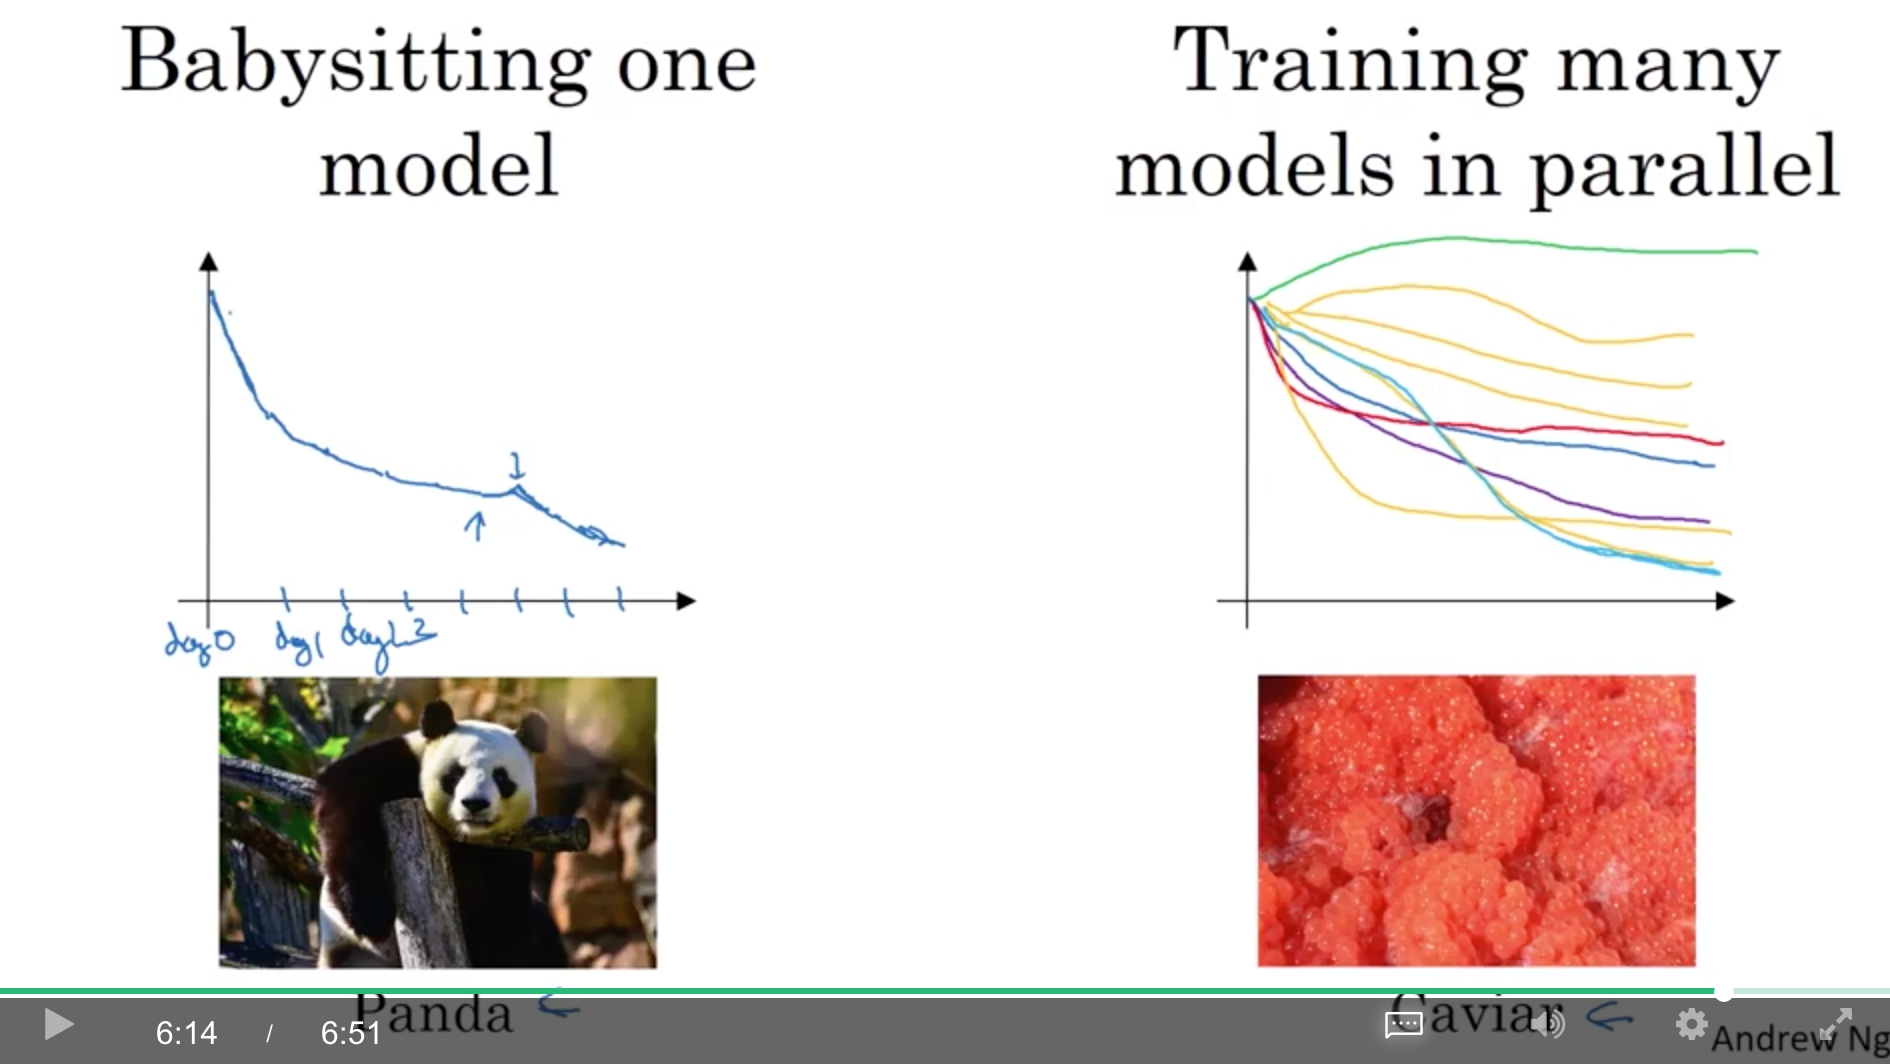 Babysitting one
model
Training many
models in parallel
day 0
day 1
day 2
Panda
Caviar
6:14 / 6:51
Andrew Ng